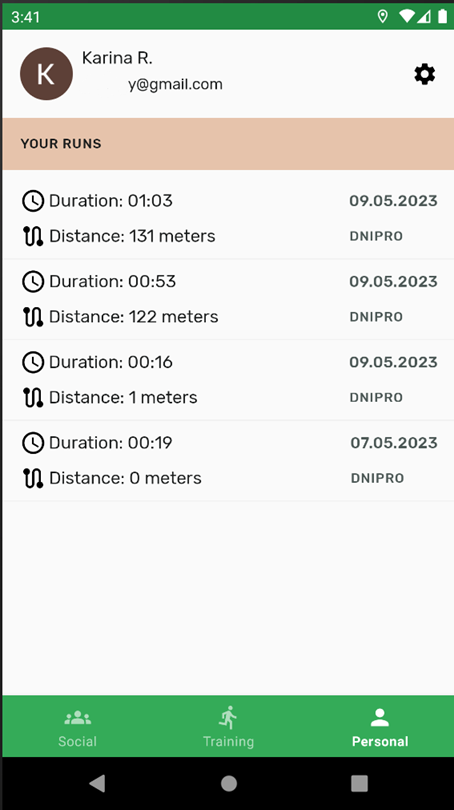 3:41
K
Karina R.
y@gmail.com
YOUR RUNS
Duration: 01:03
09.05.2023
Distance: 131 meters
DNIPRO
Duration: 00:53
09.05.2023
Distance: 122 meters
DNIPRO
Duration: 00:16
09.05.2023
Distance: 1 meters
DNIPRO
Duration: 00:19
07.05.2023
Distance: 0 meters
DNIPRO
Social
Training
Personal